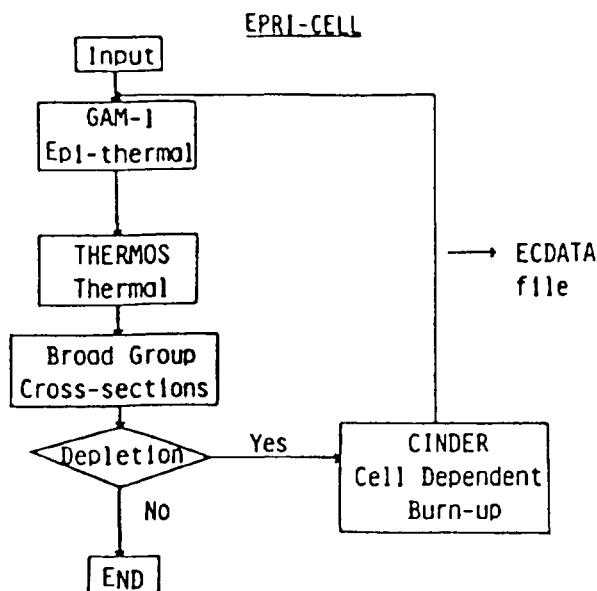 EPRI-CELL
Input
GAM-1
Epi-thermal
THERMOS
Thermal
ECDATA
file
Broad Group
Cross-sections
Depletion
Yes
CINDER
Cell Dependent
Burn-up
No
END